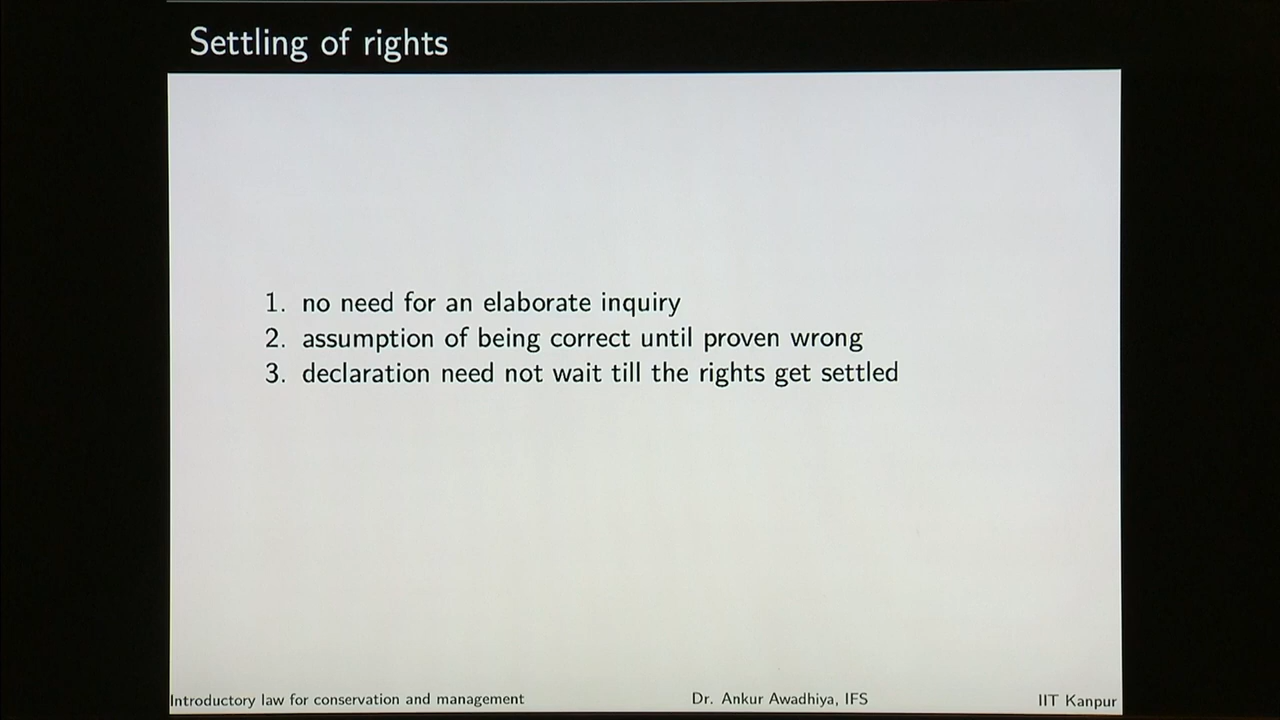 Settling of rights
1. no need for an elaborate inquiry
2. assumption of being correct until proven wrong
3. declaration need not wait till the rights get settled
Introductory law for conservation and management Dr. Ankur Awadhiya, IFS IIT Kanpur